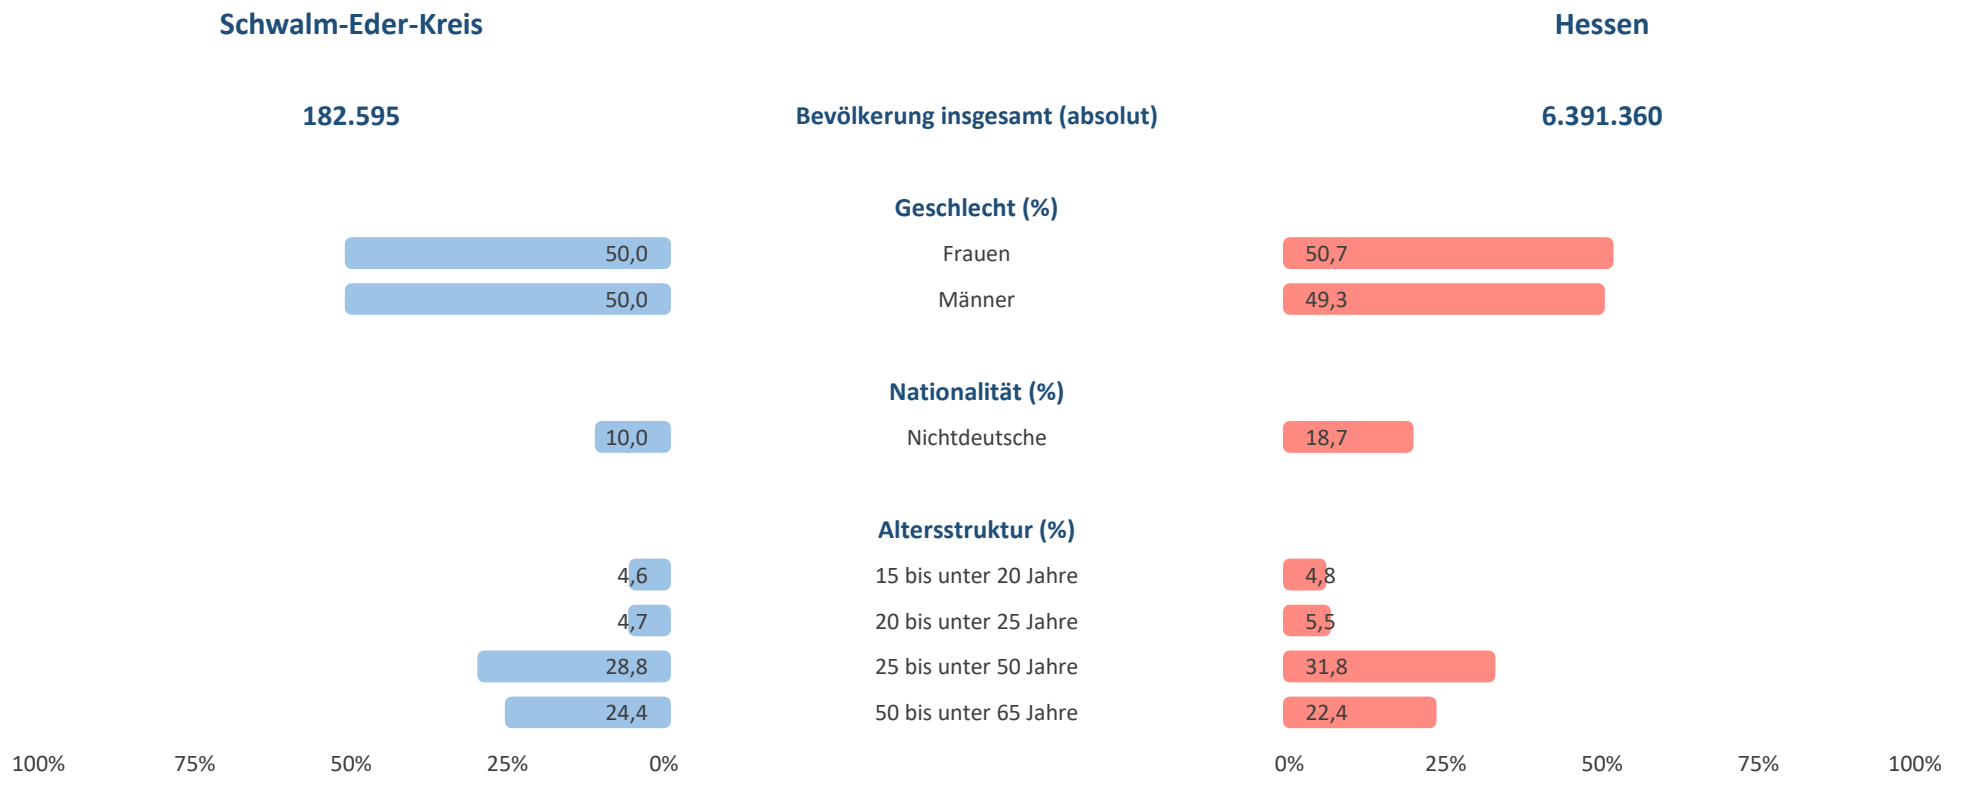 Schwalm-Eder-Kreis Hessen
182.595 Bevölkerung insgesamt (absolut) 6.391.360
Geschlecht (%)
50,0 Frauen 50,7
50,0 Männer 49,3
Nationalität (%)
10,0 Nichtdeutsche 18,7
Altersstruktur (%)
4,6 15 bis unter 20 Jahre 4,8
4,7 20 bis unter 25 Jahre 5,5
28,8 25 bis unter 50 Jahre 31,8
24,4 50 bis unter 65 Jahre 22,4
100% 75% 50% 25% 0% 0% 25% 50% 75% 100%